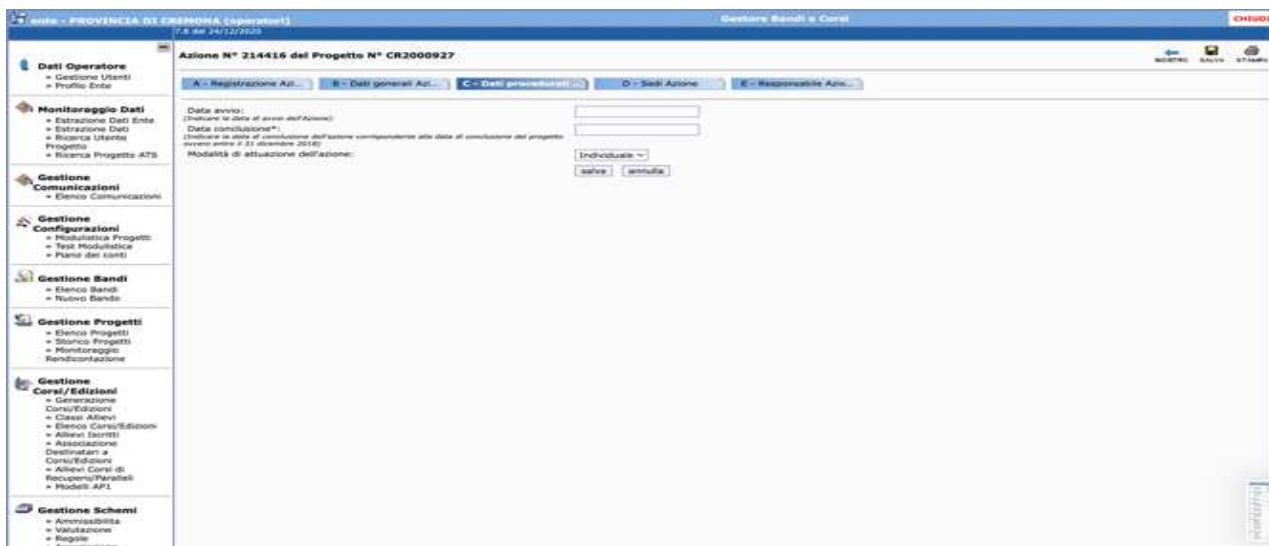 ente - PROVINCIA DI CREMONA (operatori)
Gestore Bandi e Corsi
CHIUDI
7.8 del 24/12/2020
Azione N° 214416 del Progetto N° CR2000927
INDIETRO
SALVA
STAMPA
A - Registrazione Azi...
B - Dati generali Azi...
C - Dati procedurali ...
D - Sedi Azione
E - Responsabile Azio...
Data avvio:
(Indicare la data di avvio dell'Azione)
Data conclusione*:
(Indicare la data di conclusione dell'azione corrispondente alla data di conclusione del progetto
ovvero entro il 31 dicembre 2018)
Modalità di attuazione dell'azione:
Individuale
salva
annulla
Dati Operatore
» Gestione Utenti
» Profilo Ente
Monitoraggio Dati
» Estrazione Dati Ente
» Estrazione Dati
» Ricerca Utente
Progetto
» Ricerca Progetto ATS
Gestione
Comunicazioni
» Elenco Comunicazioni
Gestione
Configurazioni
» Modulistica Progetti
» Test Modulistica
» Piano dei conti
Gestione Bandi
» Elenco Bandi
» Nuovo Bando
Gestione Progetti
» Elenco Progetti
» Storico Progetti
» Monitoraggio
Rendicontazione
Gestione
Corsi/Edizioni
» Generazione
Corsi/Edizioni
» Classi Allievi
» Elenco Corsi/Edizioni
» Allievi Iscritti
» Associazione
Destinatari a
Corsi/Edizioni
» Allievi Corsi di
Recupero/Paralleli
» Modelli AP1
Gestione Schemi
» Ammissibilita
» Valutazione
» Regole